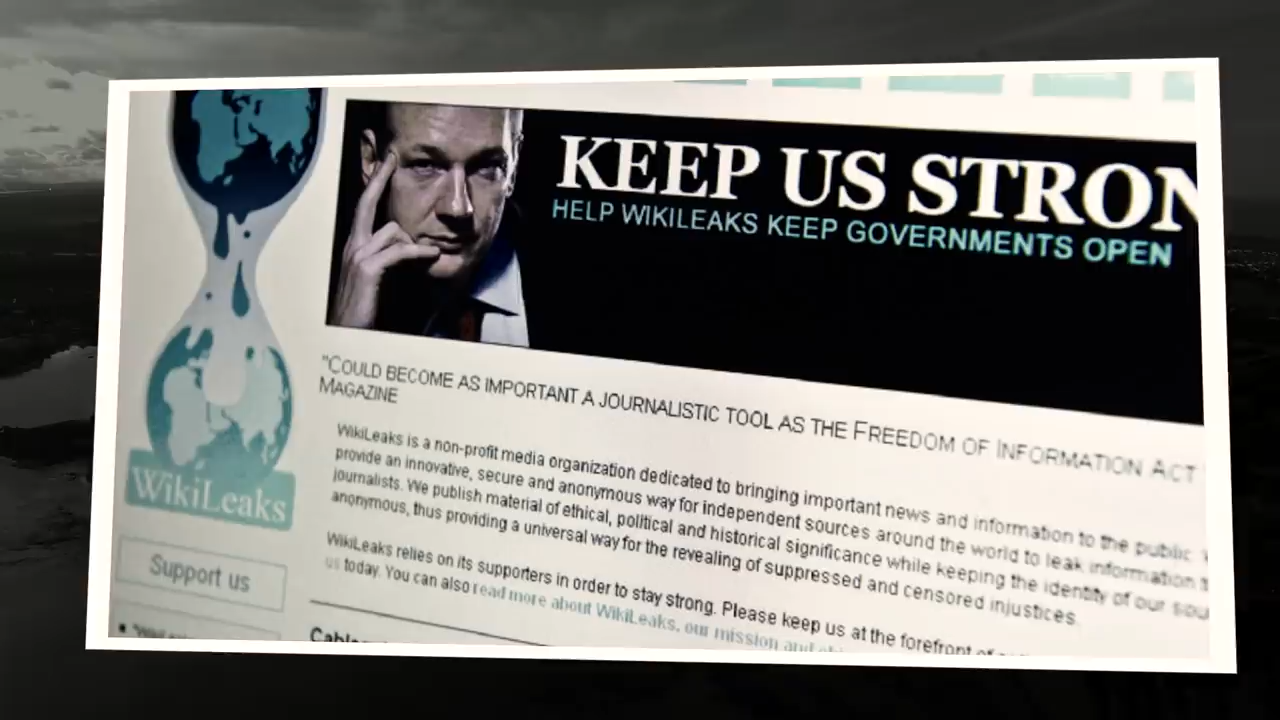 KEEP US STRON
HELP WIKILEAKS KEEP GOVERNMENTS OPEN
"COULD BECOME AS IMPORTANT A JOURNALISTIC TOOL AS THE FREEDOM OF INFORMATION ACT
MAGAZINE
WikiLeaks is a non-profit media organization dedicated to bringing important news and information to the public.
provide an innovative, secure and anonymous way for independent sources around the world to leak information
journalists. We publish material of ethical, political and historical significance while keeping the identity of our sou
anonymous, thus providing a universal way for the revealing of suppressed and censored injustices.
WikiLeaks relies on its supporters in order to stay strong. Please keep us at the forefront of
us today. You can also read more about WikiLeaks, our mission and
WikiLeaks
Support us